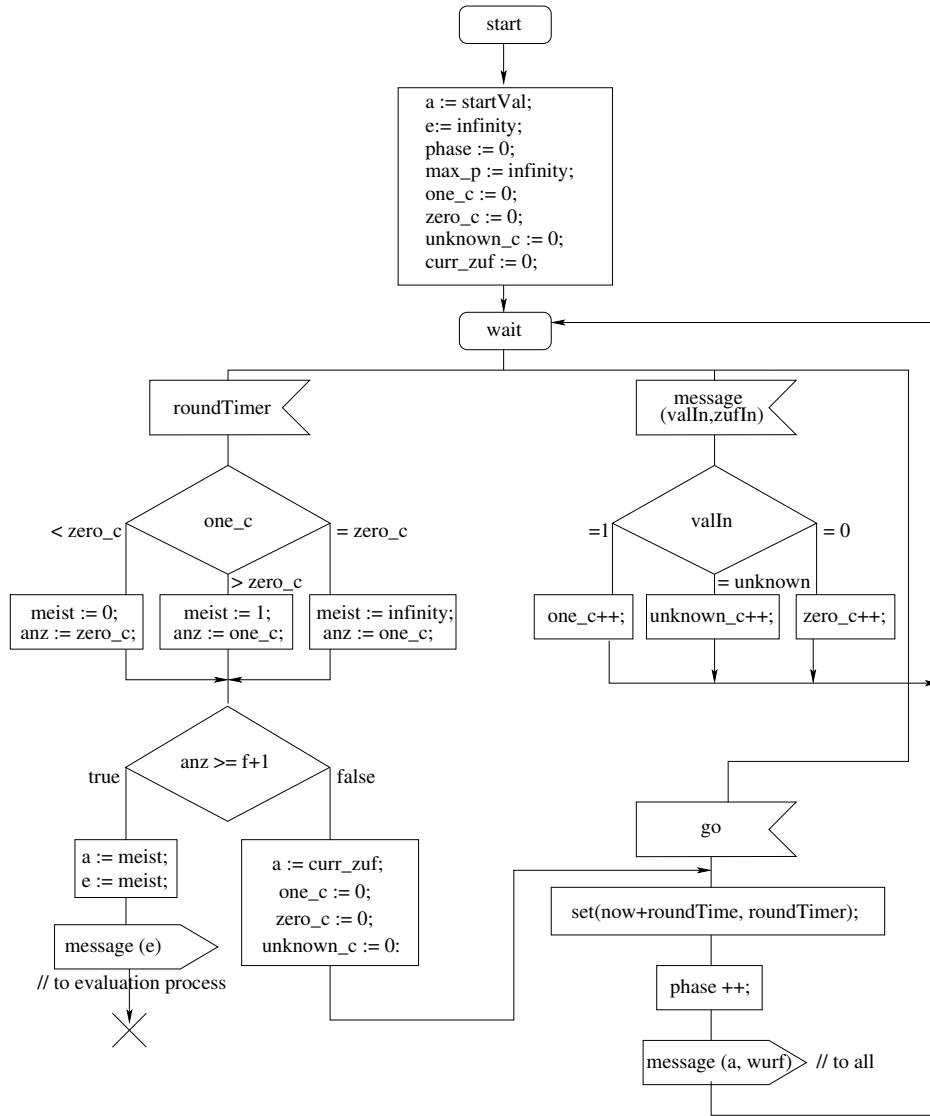 start
a := startVal;
e:= infinity;
phase := 0;
max_p := infinity;
one_c := 0;
zero_c := 0;
unknown_c := 0;
curr_zuf := 0;
wait
roundTimer
message
(valIn,zufIn)
< zero_c
one_c
= zero_c
> zero_c
=1
valIn
= 0
= unknown
meist := 0;
anz := zero_c;
meist := 1;
anz := one_c;
meist := infinity;
anz := one_c;
one_c++;
unknown_c++;
zero_c++;
true
anz >= f+1
false
a := meist;
e := meist;
message (e)
// to evaluation process
a := curr_zuf;
one_c := 0;
zero_c := 0;
unknown_c := 0:
go
set(now+roundTime, roundTimer);
phase ++;
message (a, wurf)
// to all